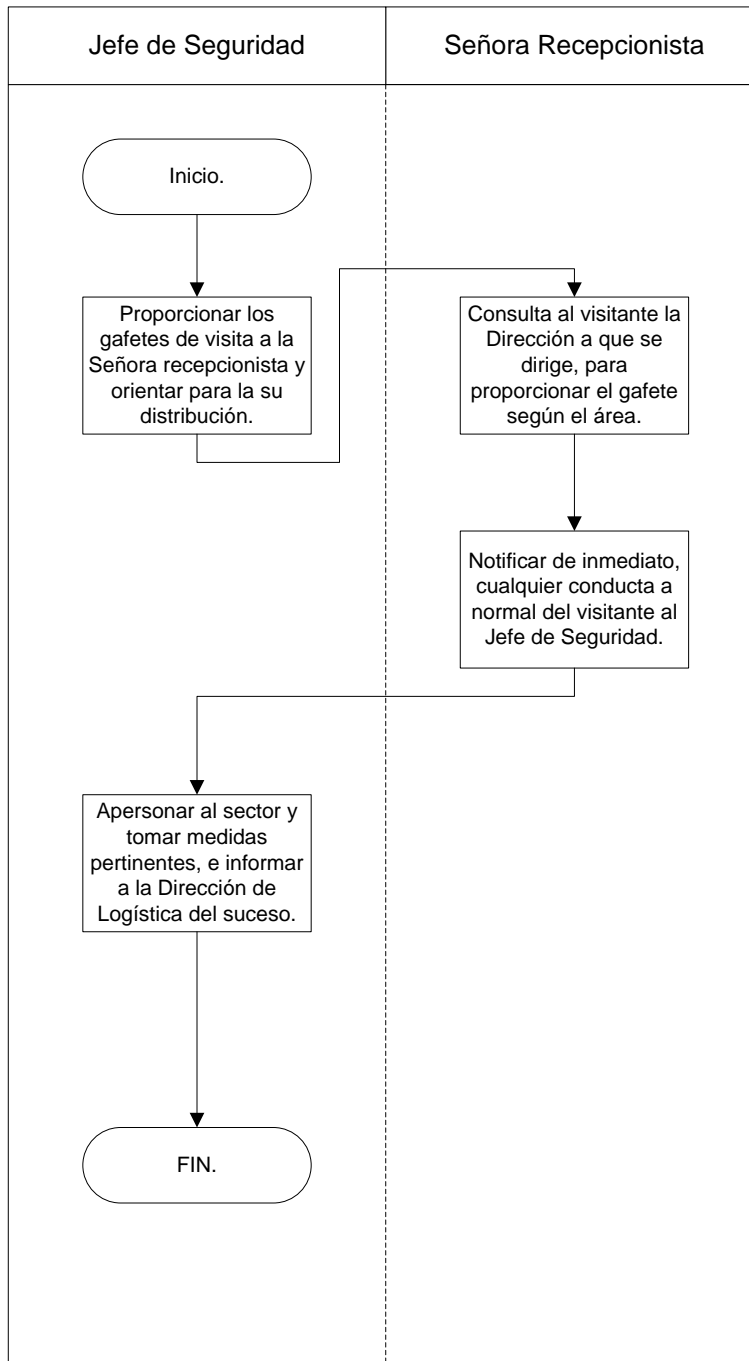 Jefe de Seguridad
Señora Recepcionista
Inicio.
Proporcionar los
gafetes de visita a la
Señora recepcionista y
orientar para la su
distribución.
Consulta al visitante la
Dirección a que se
dirige, para
proporcionar el gafete
según el área.
Notificar de inmediato,
cualquier conducta a
normal del visitante al
Jefe de Seguridad.
Apersonar al sector y
tomar medidas
pertinentes, e informar
a la Dirección de
Logística del suceso.
FIN.